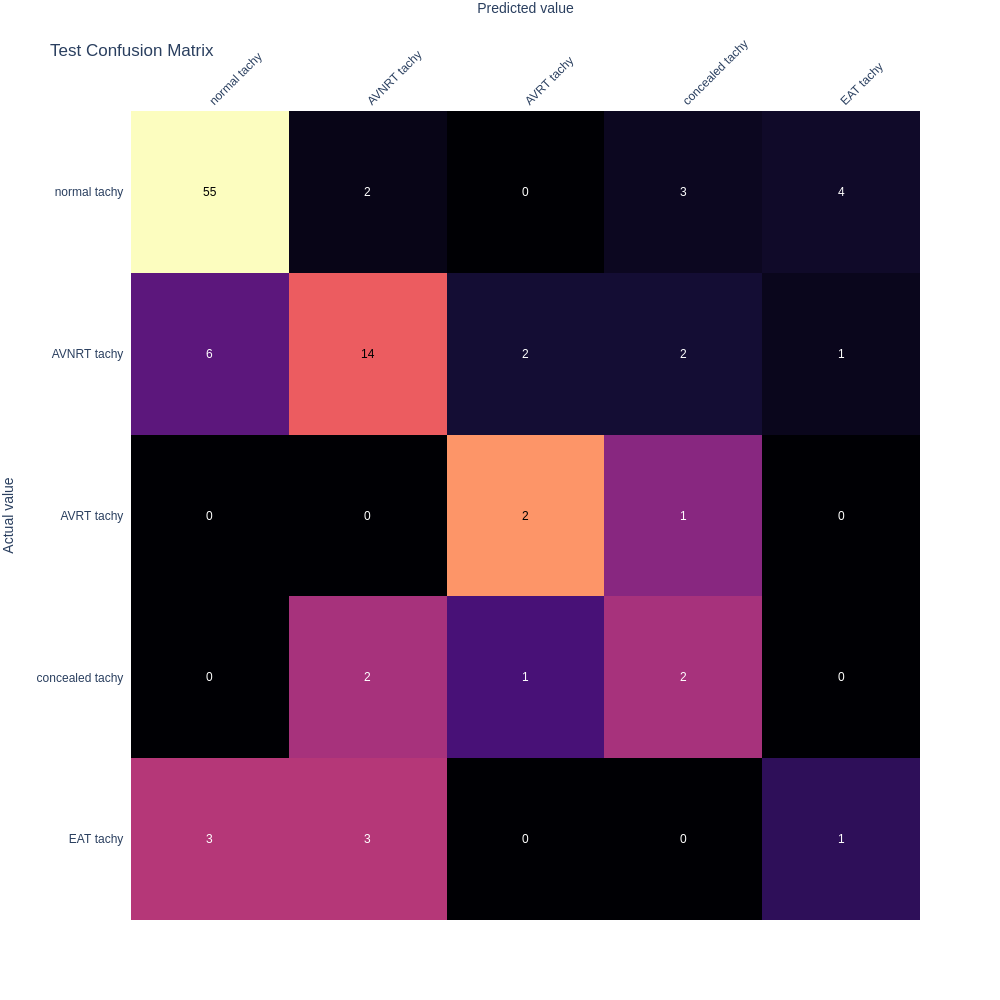 Predicted value
Test Confusion Matrix
normal tachy
AVNRT tachy
AVRT tachy
concealed tachy
EAT tachy
Actual value
normal tachy 55 2 0 3 4
AVNRT tachy 6 14 2 2 1
AVRT tachy 0 0 2 1 0
concealed tachy 0 2 1 2 0
EAT tachy 3 3 0 0 1